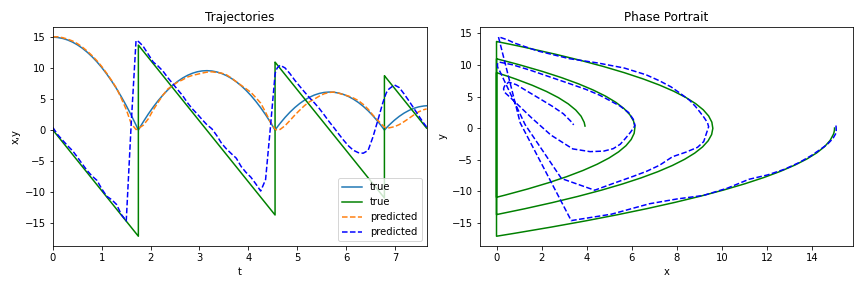 Trajectories
x,y
15
10
5
0
−5
−10
−15
0 1 2 3 4 5 6 7
t
true
true
predicted
predicted
Phase Portrait
y
15
10
5
0
−5
−10
−15
0 2 4 6 8 10 12 14
x